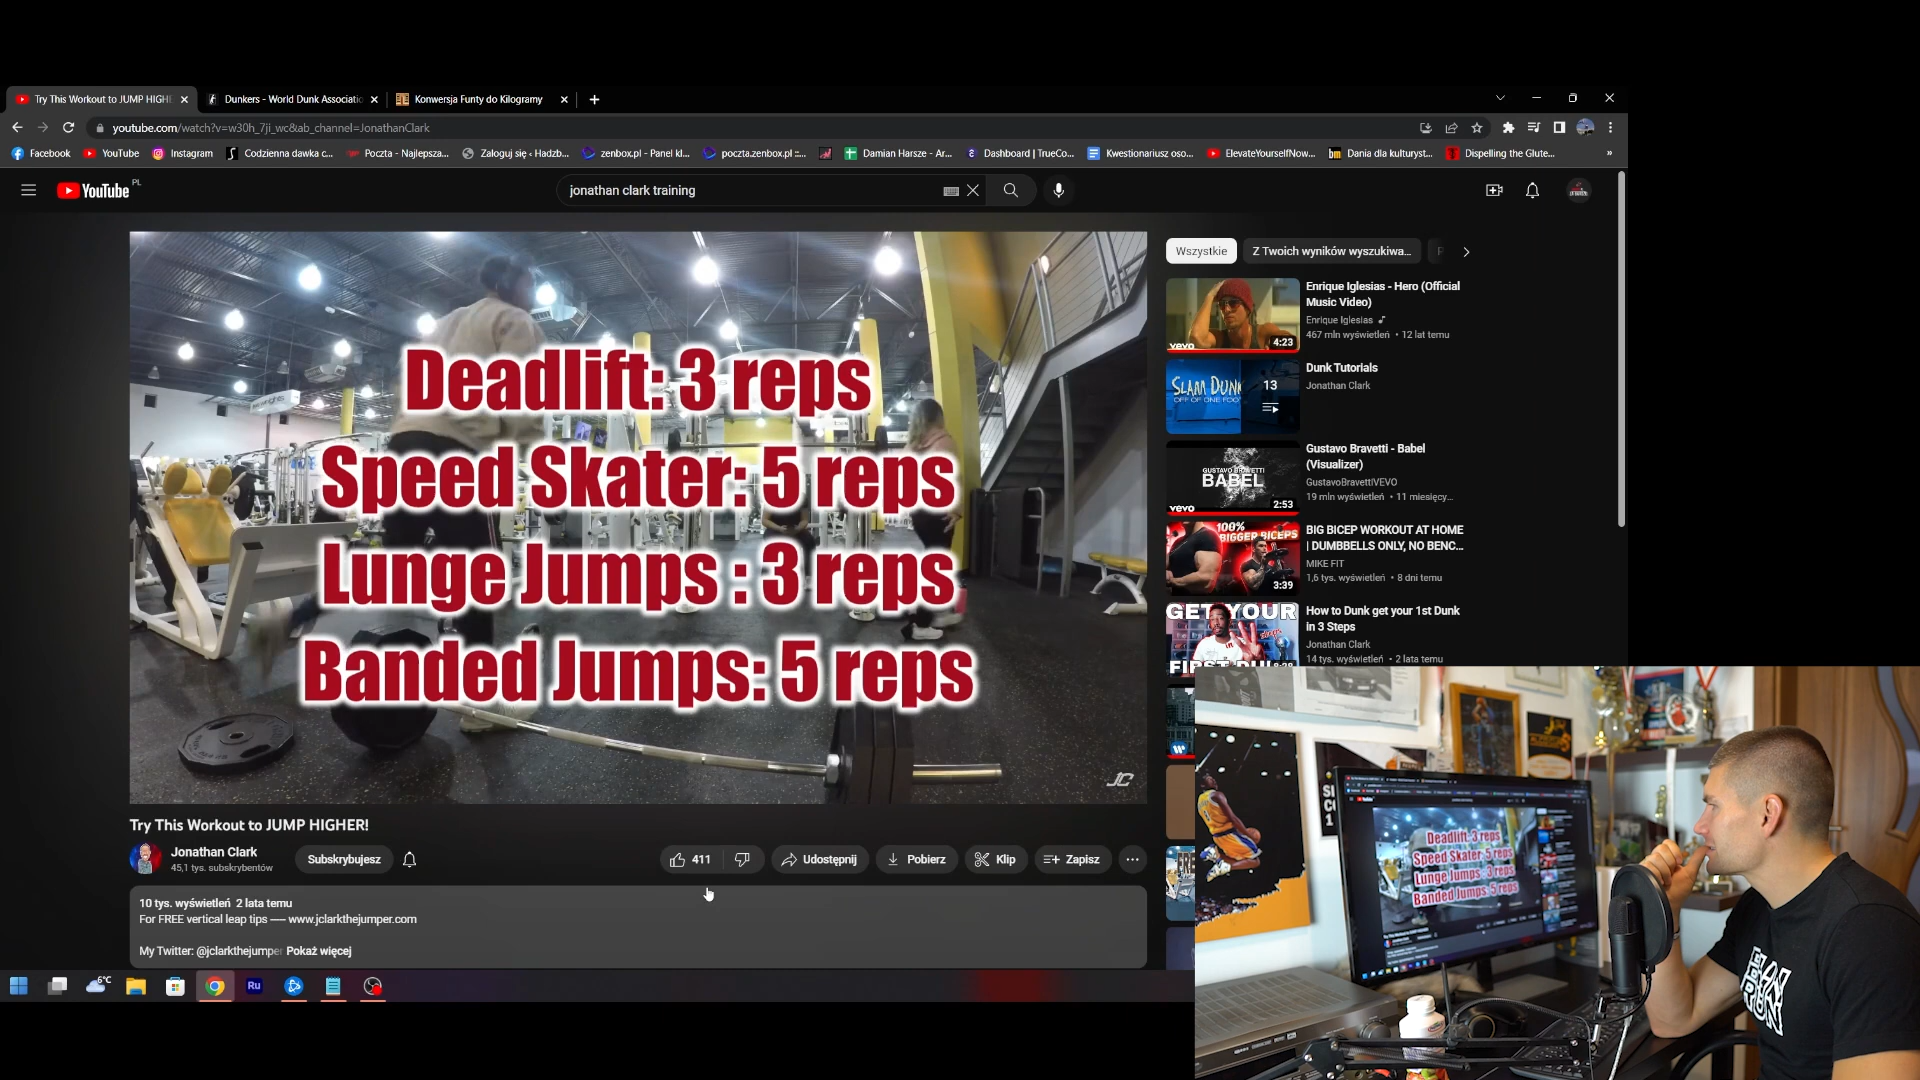 Try This Workout to JUMP HIGHE
Dunkers - World Dunk Associatio
Konwersja Funty do Kilogramy
youtube.com/watch?v=w30h_7ji_wc&ab_channel=JonathanClark
Facebook
YouTube
Instagram
Codzienna dawka c...
Poczta - Najlepsza...
Zaloguj się ‹ Hadzb...
zenbox.pl - Panel kl...
poczta.zenbox.pl ::...
Damian Harsze - Ar...
Dashboard | TrueCo...
Kwestionariusz oso...
ElevateYourselfNow...
bm
Dania dla kulturyst...
Dispelling the Glute...
»
YouTube PL
jonathan clark training
Deadlift: 3 reps
Speed Skater: 5 reps
Lunge Jumps : 3 reps
Banded Jumps: 5 reps
JC
Try This Workout to JUMP HIGHER!
Jonathan Clark
45,1 tys. subskrybentów
Subskrybujesz
411
Udostępnij
Pobierz
Klip
Zapisz
10 tys. wyświetleń 2 lata temu
For FREE vertical leap tips ---- www.jclarkthejumper.com
My Twitter: @jclarkthejumpe Pokaż więcej
Wszystkie
Z Twoich wyników wyszukiwa...
vevo
4:23
Enrique Iglesias - Hero (Official
Music Video)
Enrique Iglesias
467 mln wyświetleń • 12 lat temu
SLAM DUNK
OFF OF ONE FOO
13
Dunk Tutorials
Jonathan Clark
GUSTAVO BRAVETTI
BABEL
vevo
2:53
Gustavo Bravetti - Babel
(Visualizer)
GustavoBravettiVEVO
19 mln wyświetleń • 11 miesięcy...
100%
BIGGER BICEPS
3:39
BIG BICEP WORKOUT AT HOME
| DUMBBELLS ONLY, NO BENC...
MIKE FIT
1,6 tys. wyświetleń • 8 dni temu
GET YOUR
3 steps
How to Dunk get your 1st Dunk
in 3 Steps
Jonathan Clark
14 tys. wyświetleń • 2 lata temu
6°C
Ru
Deadlift: 3 reps
Speed Skater: 5 reps
Lunge Jumps : 3 reps
Banded Jumps: 5 reps